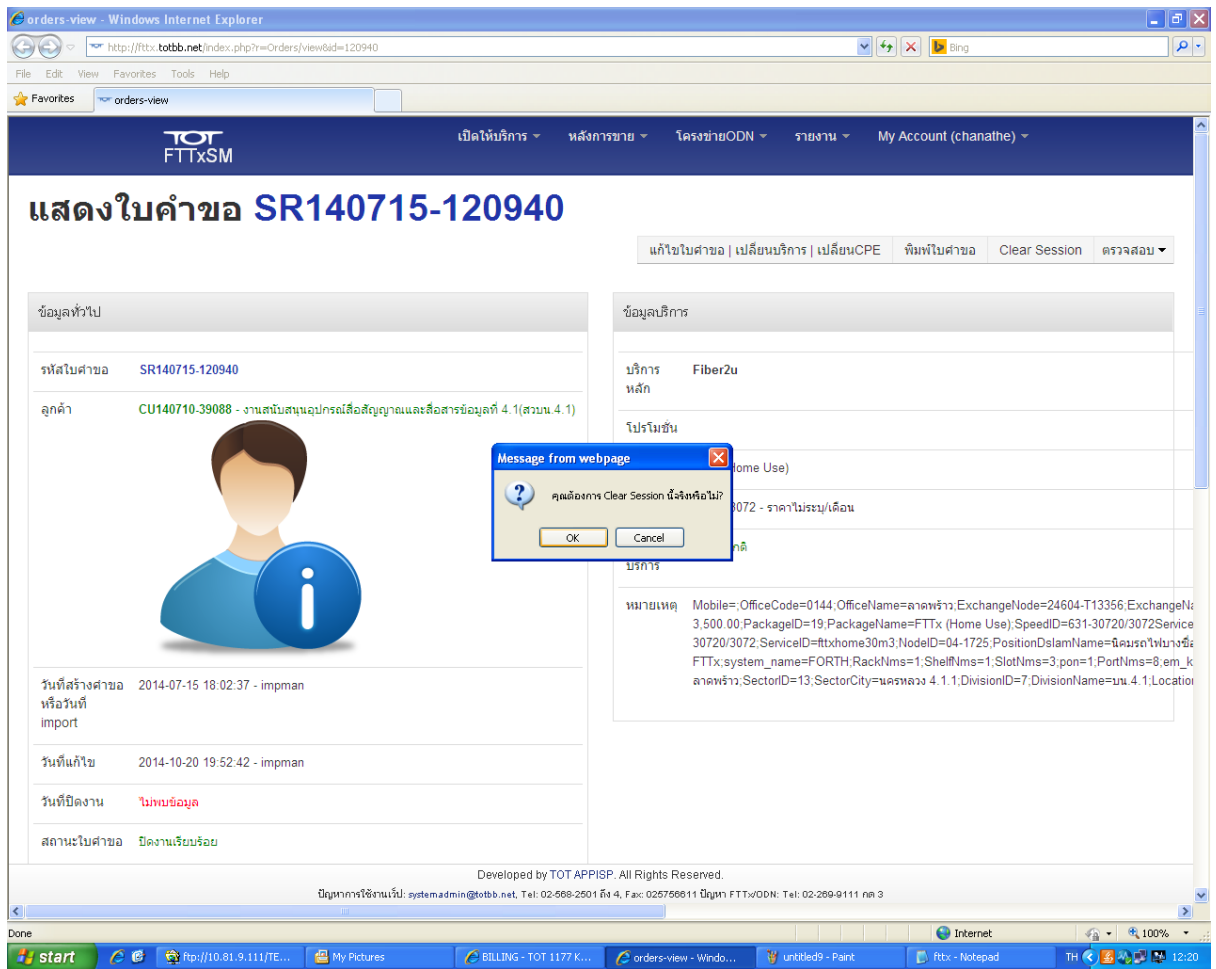 orders-view - Windows Internet Explorer
http://fttx.totbb.net/index.php?r=Orders/view&id=120940
Bing
File Edit View Favorites Tools Help
Favorites orders-view
TOT
FTTxSM
เปิดให้บริการ หลังการขาย โครงข่ายODN รายงาน My Account (chanathe)
แสดงใบคำขอ SR140715-120940
แก้ไขใบคำขอ | เปลี่ยนบริการ | เปลี่ยนCPE พิมพ์ใบคำขอ Clear Session ตรวจสอบ
ข้อมูลทั่วไป
รหัสใบคำขอ SR140715-120940
ลูกค้า CU140710-39088 - งานสนับสนุนอุปกรณ์สื่อสัญญาณและสื่อสารข้อมูลที่ 4.1(สวบน.4.1)
วันที่สร้างคำขอ 2014-07-15 18:02:37 - impman
หรือวันที่
import
วันที่แก้ไข 2014-10-20 19:52:42 - impman
วันที่ปิดงาน ไม่พบข้อมูล
สถานะใบคำขอ ปิดงานเรียบร้อย
ข้อมูลบริการ
บริการ Fiber2u
หลัก
โปรโมชั่น
ome Use)
3072 - ราคาไม่ระบุ/เดือน
กติ
บริการ
หมายเหตุ Mobile=;OfficeCode=0144;OfficeName=ลาดพร้าว;ExchangeNode=24604-T13356;ExchangeNa
3,500.00;PackageID=19;PackageName=FTTx (Home Use);SpeedID=631-30720/3072Service
30720/3072;ServiceID=fttxhome30m3;NodeID=04-1725;PositionDslamName=นิคมรถไฟบางซื่อ
FTTx;system_name=FORTH;RackNms=1;ShelfNms=1;SlotNms=3;pon=1;PortNms=8;em_k
ลาดพร้าว;SectorID=13;SectorCity=นครหลวง 4.1.1;DivisionID=7;DivisionName=บน.4.1;Location
Message from webpage
คุณต้องการ Clear Session นี้จริงหรือไม่?
OK Cancel
Developed by TOT APPISP. All Rights Reserved.
ปัญหาการใช้งานเว็ป: systemadmin@totbb.net, Tel: 02-568-2501 ถึง 4, Fax: 025756611 ปัญหา FTTx/ODN: Tel: 02-269-9111 กด 3
Done Internet 100%
start ftp://10.81.9.111/TE... My Pictures BILLING - TOT 1177 K... orders-view - Windo... untitled9 - Paint fttx - Notepad TH 12:20